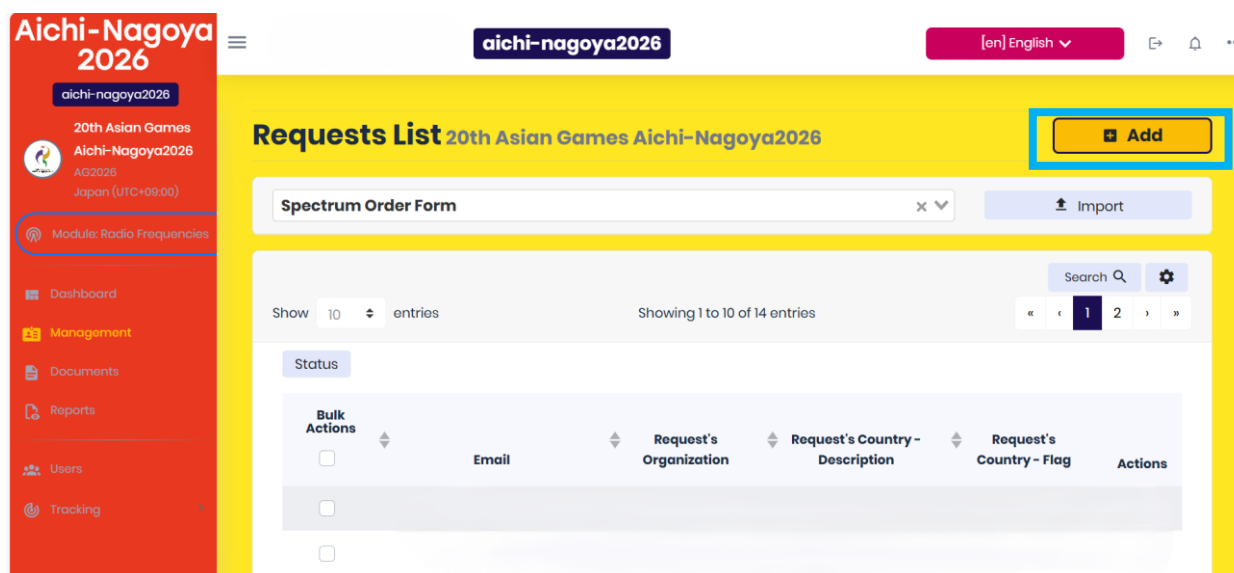 Aichi-Nagoya
2026
aichi-nagoya2026
20th Asian Games
Aichi-Nagoya2026
AG2026
Japan (UTC+09:00)
Module: Radio Frequencies
Dashboard
Management
Documents
Reports
Users
Tracking
aichi-nagoya2026
[en] English
Requests List 20th Asian Games Aichi-Nagoya2026
Add
Spectrum Order Form
Import
Search
Show 10 entries
Showing 1 to 10 of 14 entries
« ‹ 1 2 › »
Status
Bulk
Actions
Email
Request's
Organization
Request's Country -
Description
Request's
Country - Flag
Actions